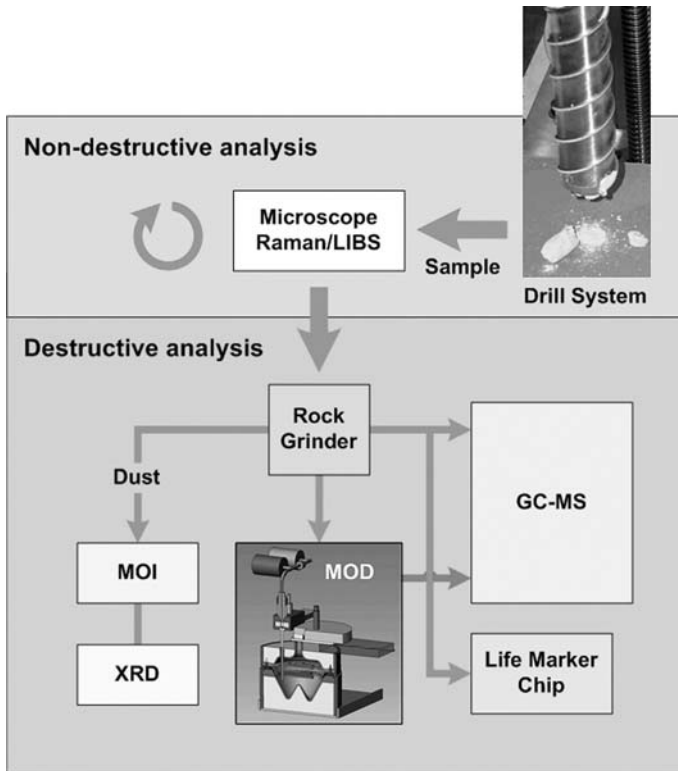 Non-destructive analysis
Microscope
Raman/LIBS
Sample
Drill System
Destructive analysis
Rock
Grinder
Dust
GC-MS
MOI
MOD
XRD
Life Marker
Chip